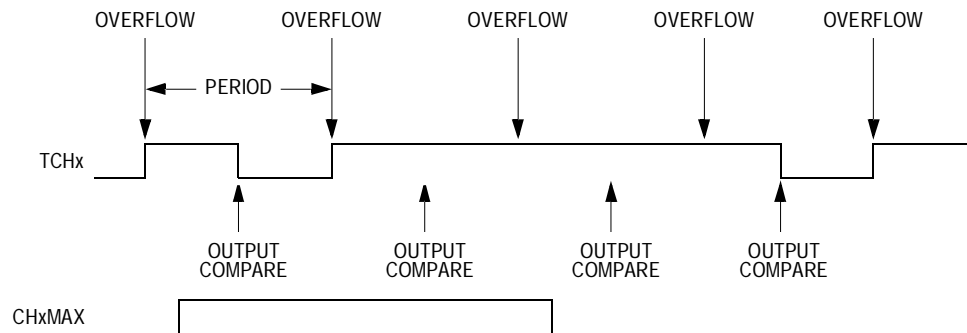 OVERFLOW OVERFLOW OVERFLOW OVERFLOW OVERFLOW
PERIOD
TCHx
OUTPUT OUTPUT OUTPUT OUTPUT
COMPARE COMPARE COMPARE COMPARE
CHxMAX